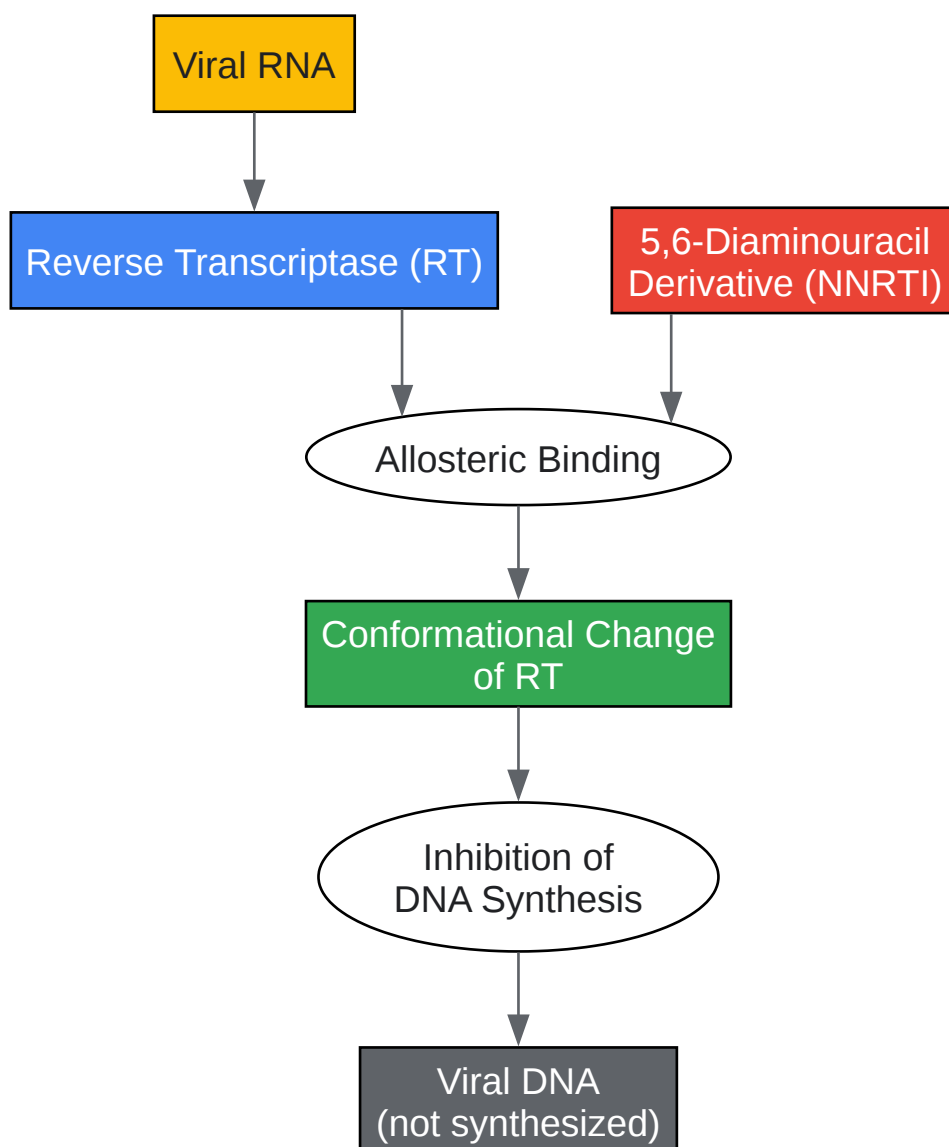 Viral RNA
Reverse Transcriptase (RT)
5,6-Diaminouracil
Derivative (NNRTI)
Allosteric Binding
Conformational Change
of RT
Inhibition of
DNA Synthesis
Viral DNA
(not synthesized)